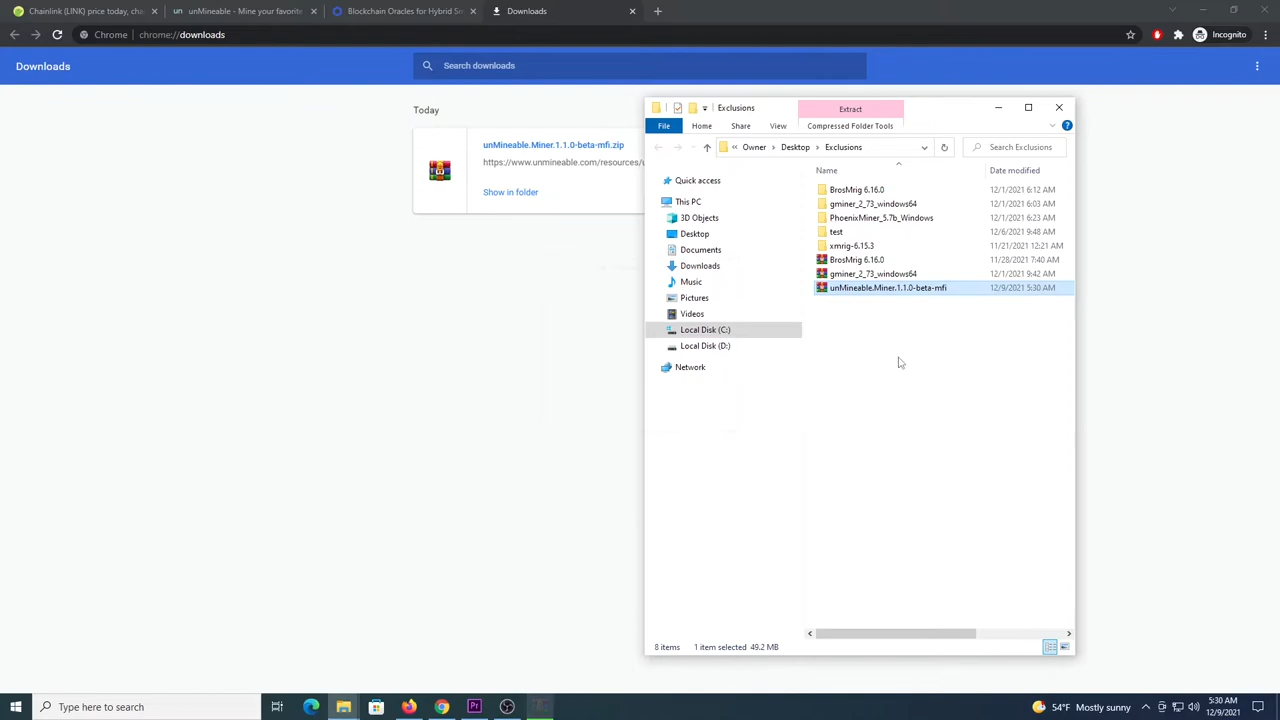 Chainlink (LINK) price today, cha
unMineable - Mine your favorite
Blockchain Oracles for Hybrid S
Downloads
Chrome
chrome://downloads
Incognito
Downloads
Search downloads
Today
unMineable.Miner.1.1.0-beta-mfi.zip
https://www.unmineable.com/resources/u
Show in folder
Exclusions
Extract
File
Home
Share
View
Compressed Folder Tools
Owner
Desktop
Exclusions
Search Exclusions
Name
Date modified
Quick access
This PC
3D Objects
Desktop
Documents
Downloads
Music
Pictures
Videos
Local Disk (C:)
Local Disk (D:)
Network
BrosMrig 6.16.0 12/1/2021 6:12 AM
gminer_2_73_windows64 12/1/2021 6:03 AM
PhoenixMiner_5.7b_Windows 12/1/2021 6:23 AM
test 12/6/2021 9:48 AM
xmrig-6.15.3 11/21/2021 12:21 AM
BrosMrig 6.16.0 11/28/2021 7:40 AM
gminer_2_73_windows64 12/1/2021 9:42 AM
unMineable.Miner.1.1.0-beta-mfi 12/9/2021 5:30 AM
8 items 1 item selected 49.2 MB
Type here to search
Pr
54°F Mostly sunny
5:30 AM
12/9/2021